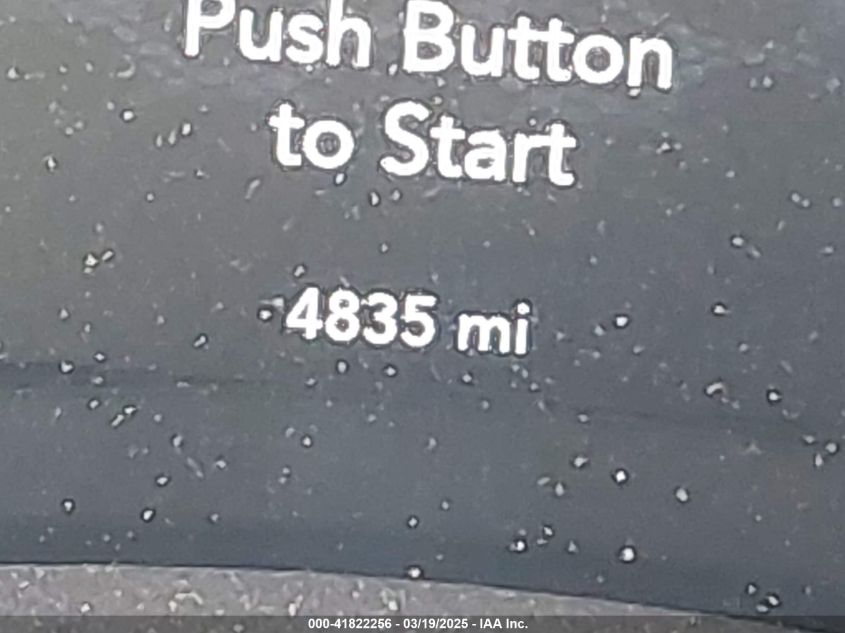 Push Button
to Start
4835 mi
000-41822256 - 03/19/2025 - IAA Inc.